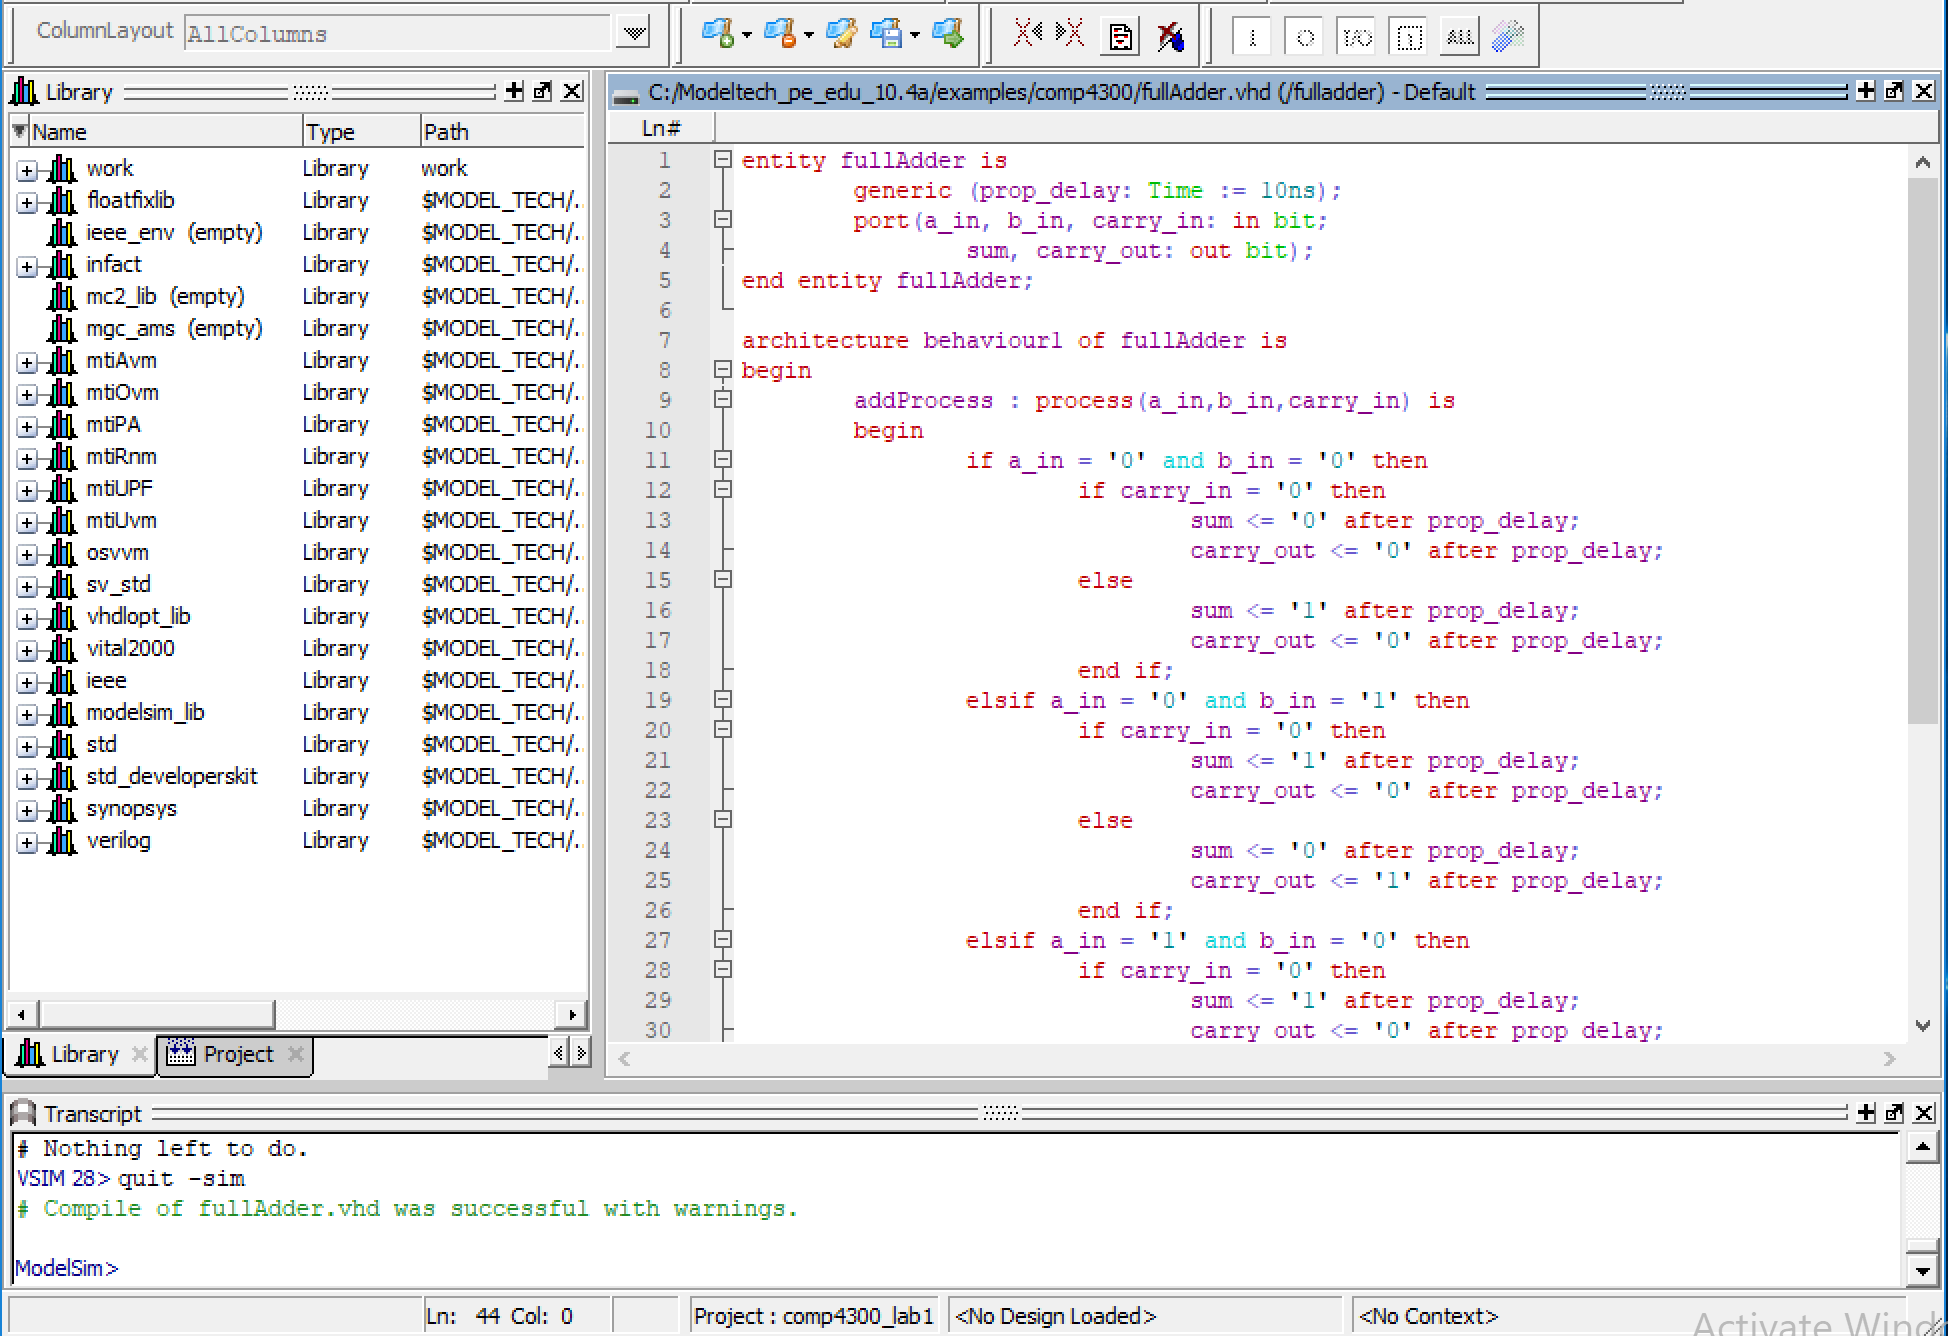 ColumnLayout AllColumns
Library
Name Type Path
work Library work
floatfixlib Library $MODEL_TECH/..
ieee_env (empty) Library $MODEL_TECH/..
infact Library $MODEL_TECH/..
mc2_lib (empty) Library $MODEL_TECH/..
mgc_ams (empty) Library $MODEL_TECH/..
mtiAvm Library $MODEL_TECH/..
mtiOvm Library $MODEL_TECH/..
mtiPA Library $MODEL_TECH/..
mtiRnm Library $MODEL_TECH/..
mtiUPF Library $MODEL_TECH/..
mtiUvm Library $MODEL_TECH/..
osvvm Library $MODEL_TECH/..
sv_std Library $MODEL_TECH/..
vhdlopt_lib Library $MODEL_TECH/..
vital2000 Library $MODEL_TECH/..
ieee Library $MODEL_TECH/..
modelsim_lib Library $MODEL_TECH/..
std Library $MODEL_TECH/..
std_developerskit Library $MODEL_TECH/..
synopsys Library $MODEL_TECH/..
verilog Library $MODEL_TECH/..
Library Project
C:/Modeltech_pe_edu_10.4a/examples/comp4300/fullAdder.vhd (/fulladder) - Default
Ln#
1 entity fullAdder is
2 generic (prop_delay: Time := 10ns);
3 port(a_in, b_in, carry_in: in bit;
4 sum, carry_out: out bit);
5 end entity fullAdder;
6
7 architecture behaviour1 of fullAdder is
8 begin
9 addProcess : process(a_in,b_in,carry_in) is
10 begin
11 if a_in = '0' and b_in = '0' then
12 if carry_in = '0' then
13 sum <= '0' after prop_delay;
14 carry_out <= '0' after prop_delay;
15 else
16 sum <= '1' after prop_delay;
17 carry_out <= '0' after prop_delay;
18 end if;
19 elsif a_in = '0' and b_in = '1' then
20 if carry_in = '0' then
21 sum <= '1' after prop_delay;
22 carry_out <= '0' after prop_delay;
23 else
24 sum <= '0' after prop_delay;
25 carry_out <= '1' after prop_delay;
26 end if;
27 elsif a_in = '1' and b_in = '0' then
28 if carry_in = '0' then
29 sum <= '1' after prop_delay;
30 carry_out <= '0' after prop_delay;
Transcript
# Nothing left to do.
VSIM 28> quit -sim
# Compile of fullAdder.vhd was successful with warnings.
ModelSim>
Ln: 44 Col: 0 Project : comp4300_lab1 <No Design Loaded> <No Context>
Activate Wind